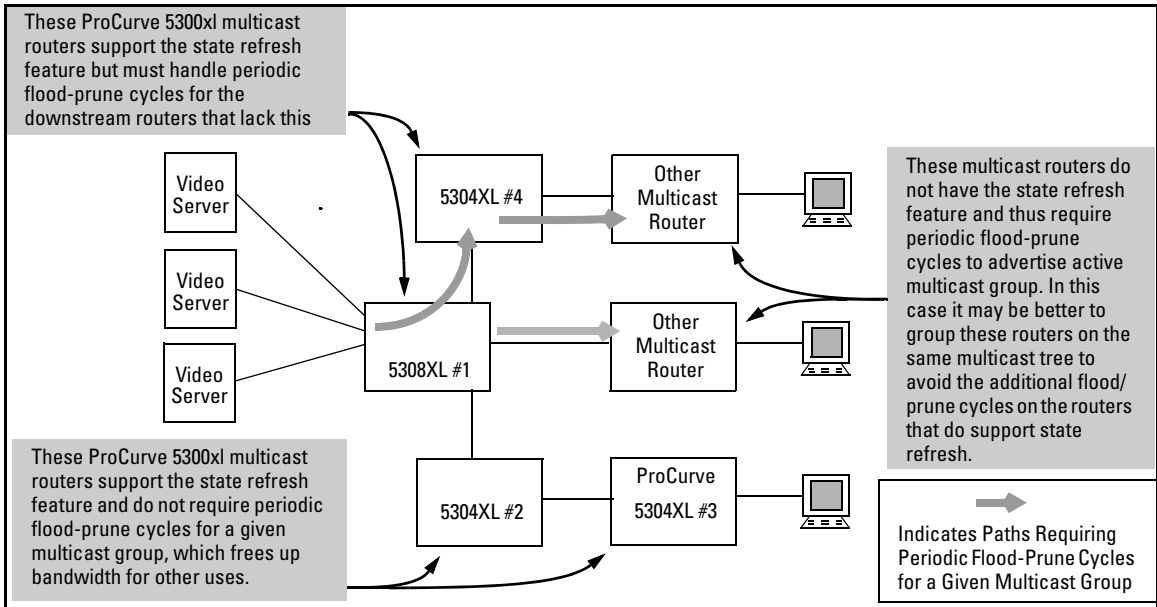 These ProCurve 5300xl multicast
routers support the state refresh
feature but must handle periodic
flood-prune cycles for the
downstream routers that lack this
Video
Server
Video
Server
Video
Server
5304XL #4
Other
Multicast
Router
5308XL #1
Other
Multicast
Router
5304XL #2
ProCurve
5304XL #3
These multicast routers do
not have the state refresh
feature and thus require
periodic flood-prune
cycles to advertise active
multicast group. In this
case it may be better to
group these routers on the
same multicast tree to
avoid the additional flood/
prune cycles on the routers
that do support state
refresh.
These ProCurve 5300xl multicast
routers support the state refresh
feature and do not require periodic
flood-prune cycles for a given
multicast group, which frees up
bandwidth for other uses.
Indicates Paths Requiring
Periodic Flood-Prune Cycles
for a Given Multicast Group